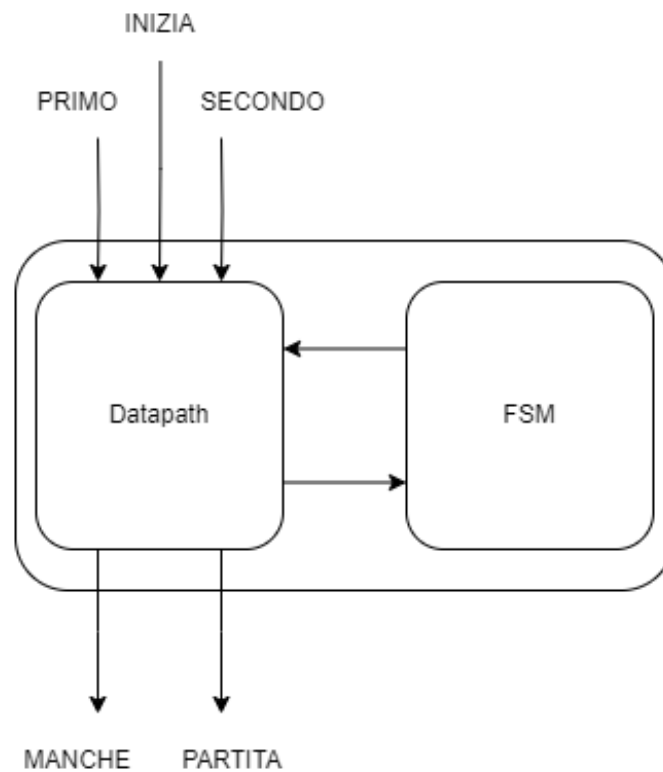 INIZIA
PRIMO
SECONDO
Datapath
FSM
MANCHE
PARTITA